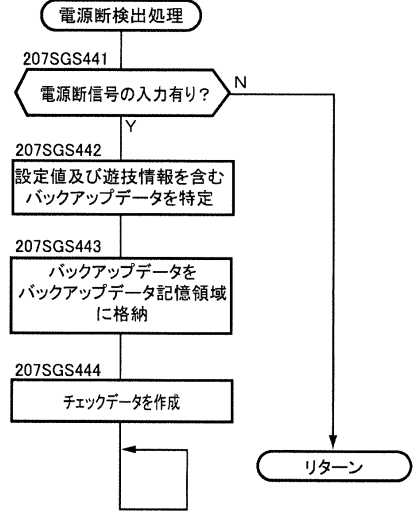 電源断検出処理
207SGS441
電源断信号の入力有り？
N
Y
207SGS442
設定値及び遊技情報を含む
バックアップデータを特定
207SGS443
バックアップデータを
バックアップデータ記憶領域
に格納
207SGS444
チェックデータを作成
リターン